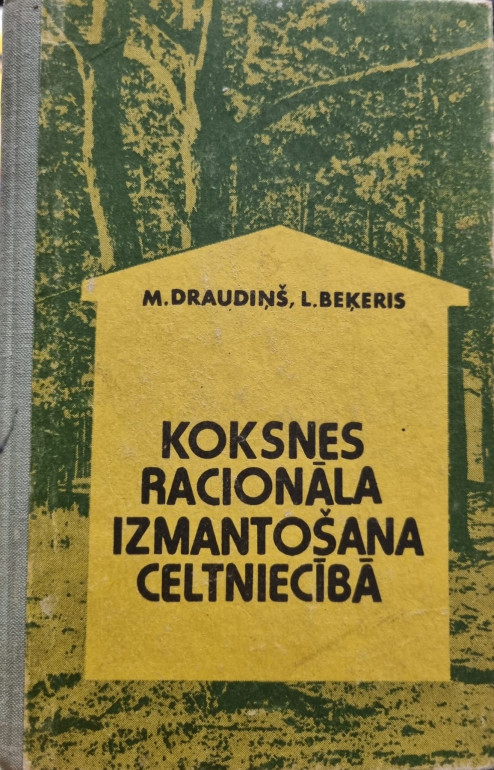 M.DRAUDIŅŠ, L.BEĶERIS
KOKSNES
RACIONĀLA
IZMANTOŠANA
CELTNIECĪBĀ